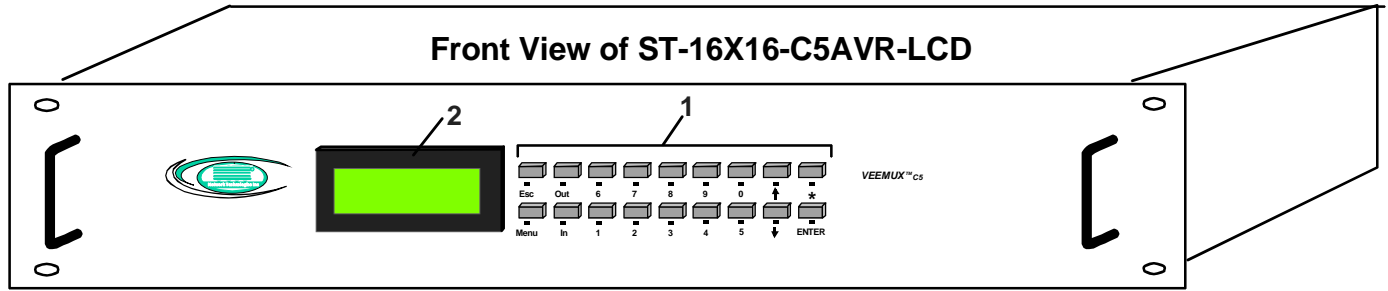 Front View of ST-16X16-C5AVR-LCD
2
1
Esc Out 6 7 8 9 0 ↑ *
Menu In 1 2 3 4 5 ↓ ENTER
VEEMUX™C5